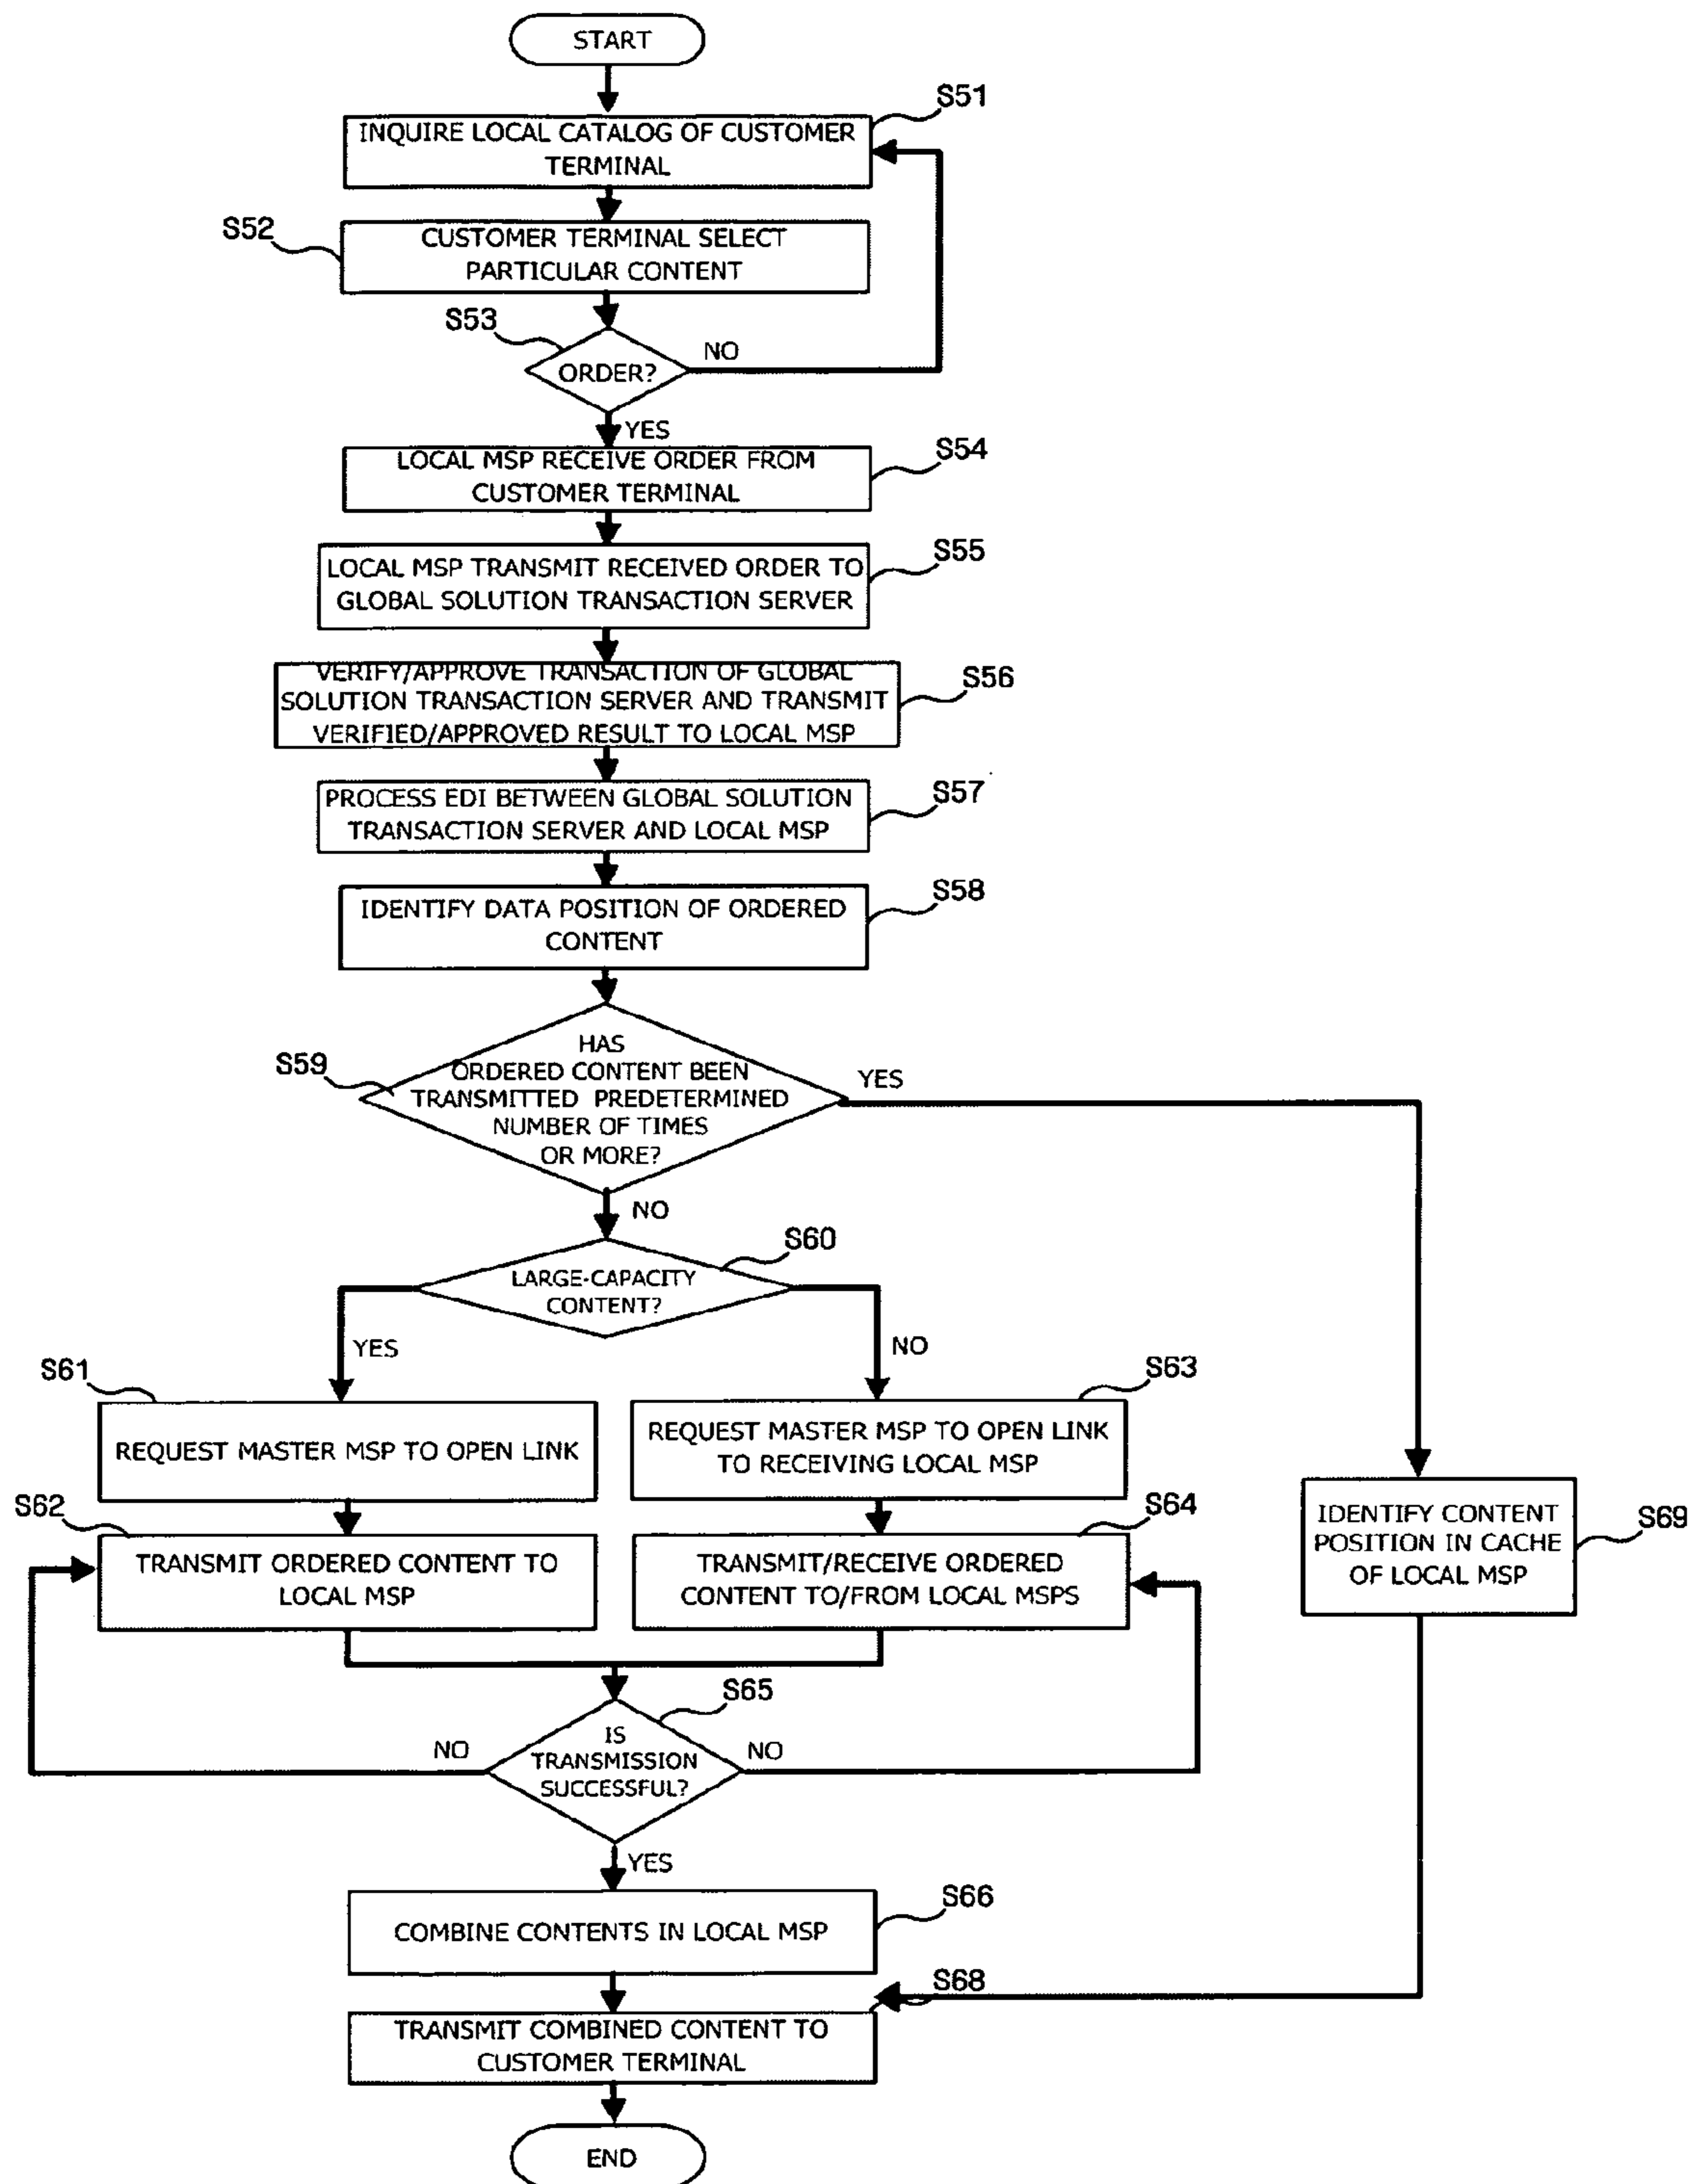 START
S51
INQUIRE LOCAL CATALOG OF CUSTOMER
TERMINAL
S52
CUSTOMER TERMINAL SELECT
PARTICULAR CONTENT
S53
ORDER?
NO
YES
S54
LOCAL MSP RECEIVE ORDER FROM
CUSTOMER TERMINAL
S55
LOCAL MSP TRANSMIT RECEIVED ORDER TO
GLOBAL SOLUTION TRANSACTION SERVER
S56
VERIFY/APPROVE TRANSACTION OF GLOBAL
SOLUTION TRANSACTION SERVER AND TRANSMIT
VERIFIED/APPROVED RESULT TO LOCAL MSP
S57
PROCESS EDI BETWEEN GLOBAL SOLUTION
TRANSACTION SERVER AND LOCAL MSP
S58
IDENTIFY DATA POSITION OF ORDERED
CONTENT
S59
HAS
ORDERED CONTENT BEEN
TRANSMITTED PREDETERMINED
NUMBER OF TIMES
OR MORE?
YES
NO
S60
LARGE-CAPACITY
CONTENT?
YES
NO
S61
REQUEST MASTER MSP TO OPEN LINK
S63
REQUEST MASTER MSP TO OPEN LINK
TO RECEIVING LOCAL MSP
S62
TRANSMIT ORDERED CONTENT TO
LOCAL MSP
S64
TRANSMIT/RECEIVE ORDERED
CONTENT TO/FROM LOCAL MSPS
S69
IDENTIFY CONTENT
POSITION IN CACHE
OF LOCAL MSP
S65
IS
TRANSMISSION
SUCCESSFUL?
NO
NO
YES
S66
COMBINE CONTENTS IN LOCAL MSP
S68
TRANSMIT COMBINED CONTENT TO
CUSTOMER TERMINAL
END